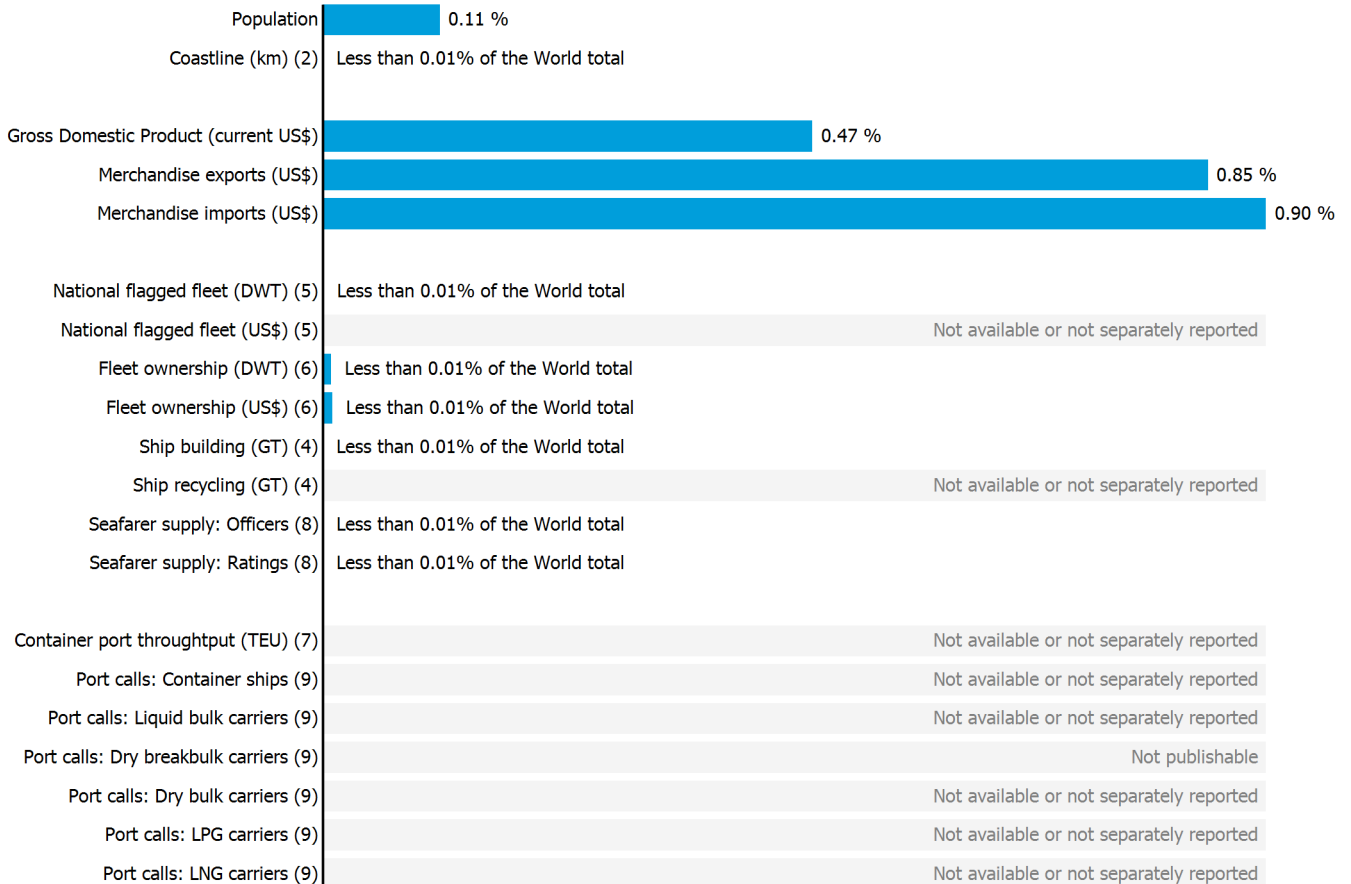 Population 0.11 %
Coastline (km) (2) Less than 0.01% of the World total
Gross Domestic Product (current US$) 0.47 %
Merchandise exports (US$) 0.85 %
Merchandise imports (US$) 0.90 %
National flagged fleet (DWT) (5) Less than 0.01% of the World total
National flagged fleet (US$) (5) Not available or not separately reported
Fleet ownership (DWT) (6) Less than 0.01% of the World total
Fleet ownership (US$) (6) Less than 0.01% of the World total
Ship building (GT) (4) Less than 0.01% of the World total
Ship recycling (GT) (4) Not available or not separately reported
Seafarer supply: Officers (8) Less than 0.01% of the World total
Seafarer supply: Ratings (8) Less than 0.01% of the World total
Container port throughtput (TEU) (7) Not available or not separately reported
Port calls: Container ships (9) Not available or not separately reported
Port calls: Liquid bulk carriers (9) Not available or not separately reported
Port calls: Dry breakbulk carriers (9) Not publishable
Port calls: Dry bulk carriers (9) Not available or not separately reported
Port calls: LPG carriers (9) Not available or not separately reported
Port calls: LNG carriers (9) Not available or not separately reported